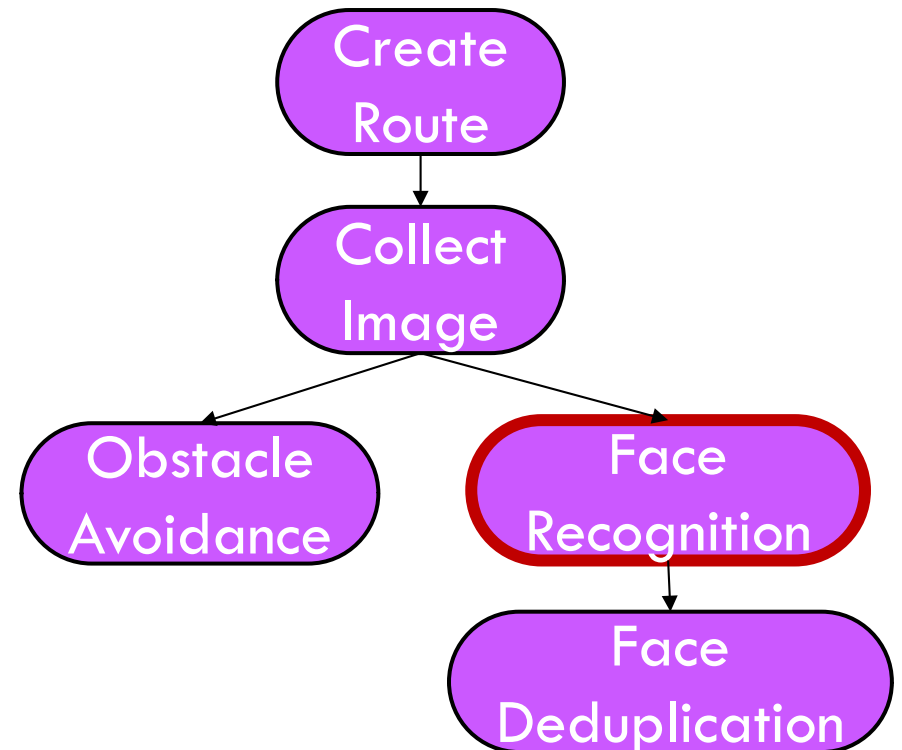 Create
Route
Collect
Image
Obstacle
Avoidance
Face
Recognition
Face
Deduplication